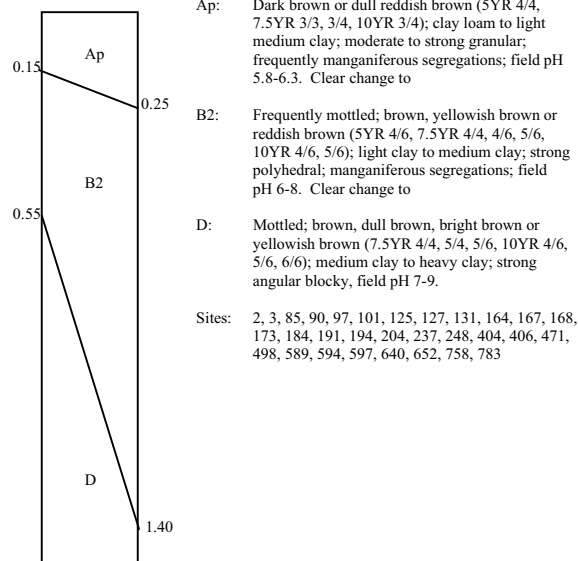 Ap: Dark brown or dull reddish brown (5YR 4/4,
7.5YR 3/3, 3/4, 10YR 3/4); clay loam to light
medium clay; moderate to strong granular;
frequently manganiferous segregations; field pH
5.8-6.3. Clear change to
B2: Frequently mottled; brown, yellowish brown or
reddish brown (5YR 4/6, 7.5YR 4/4, 4/6, 5/6,
10YR 4/6, 5/6); light clay to medium clay; strong
polyhedral; manganiferous segregations; field
pH 6-8. Clear change to
D: Mottled; brown, dull brown, bright brown or
yellowish brown (7.5YR 4/4, 5/4, 5/6, 10YR 4/6,
5/6, 6/6); medium clay to heavy clay; strong
angular blocky, field pH 7-9.
Sites: 2, 3, 85, 90, 97, 101, 125, 127, 131, 164, 167, 168,
173, 184, 191, 194, 204, 237, 248, 404, 406, 471,
498, 589, 594, 597, 640, 652, 758, 783
Ap
0.15
0.25
B2
0.55
D
1.40